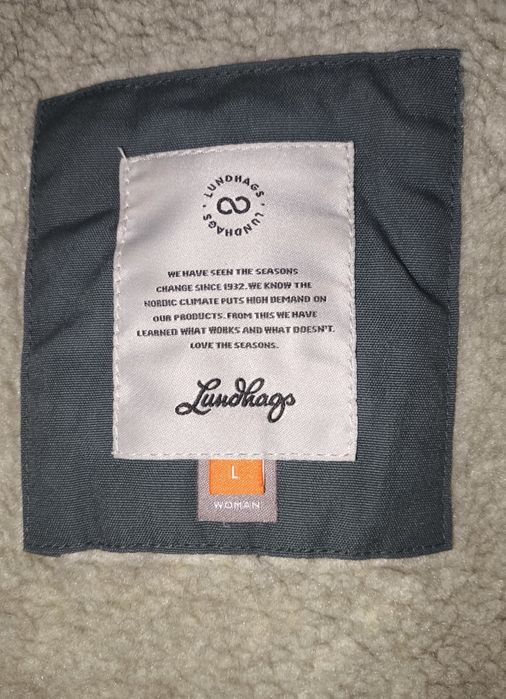 LUNDHAGS · LUNDHAGS ·
WE HAVE SEEN THE SEASONS
CHANGE SINCE 1932. WE KNOW THE
NORDIC CLIMATE PUTS HIGH DEMAND ON
OUR PRODUCTS. FROM THIS WE HAVE
LEARNED WHAT WORKS AND WHAT DOESN'T.
LOVE THE SEASONS.
Lundhags
L
WOMAN